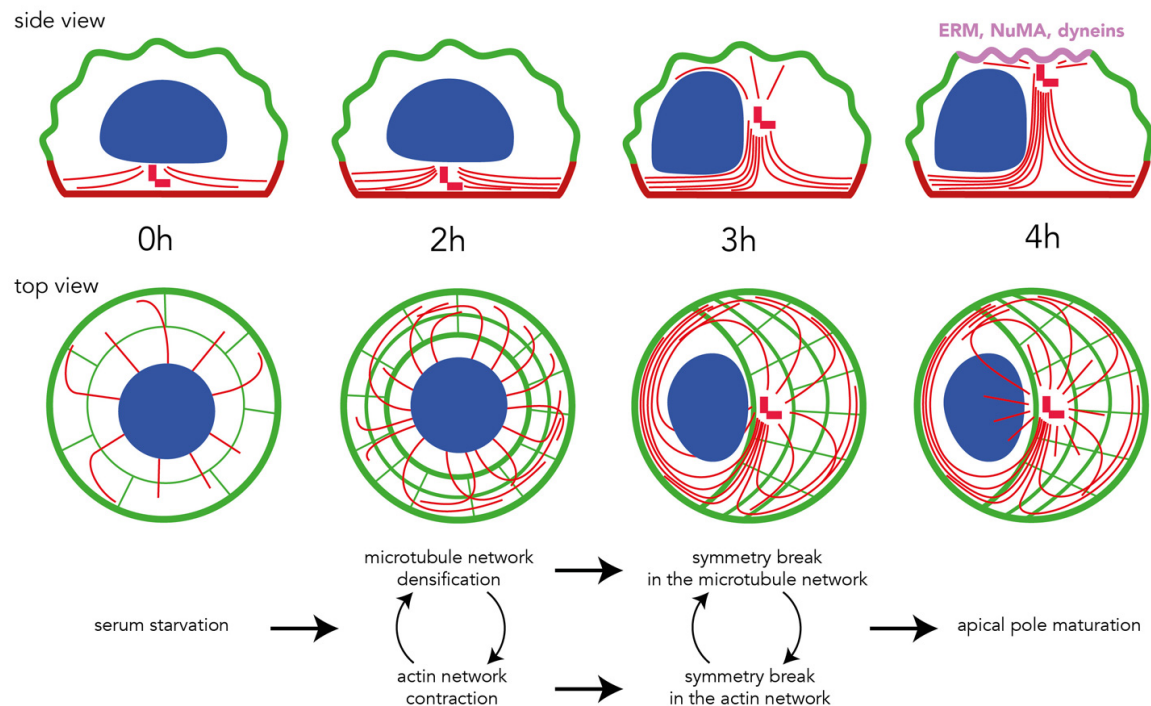 side view
ERM, NuMA, dyneins
0h
2h
3h
4h
top view
microtubule network
densification
symmetry break
in the microtubule network
serum starvation
apical pole maturation
actin network
contraction
symmetry break
in the actin network